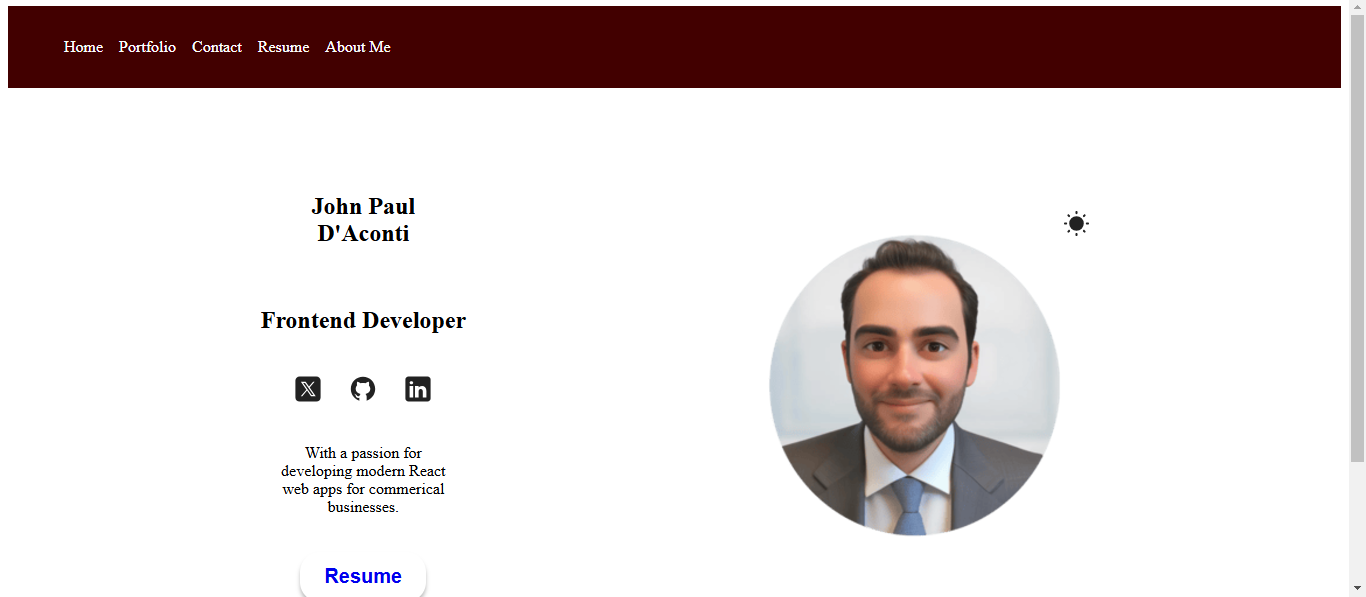 Home Portfolio Contact Resume About Me
John Paul
D'Aconti
Frontend Developer
With a passion for
developing modern React
web apps for commerical
businesses.
Resume